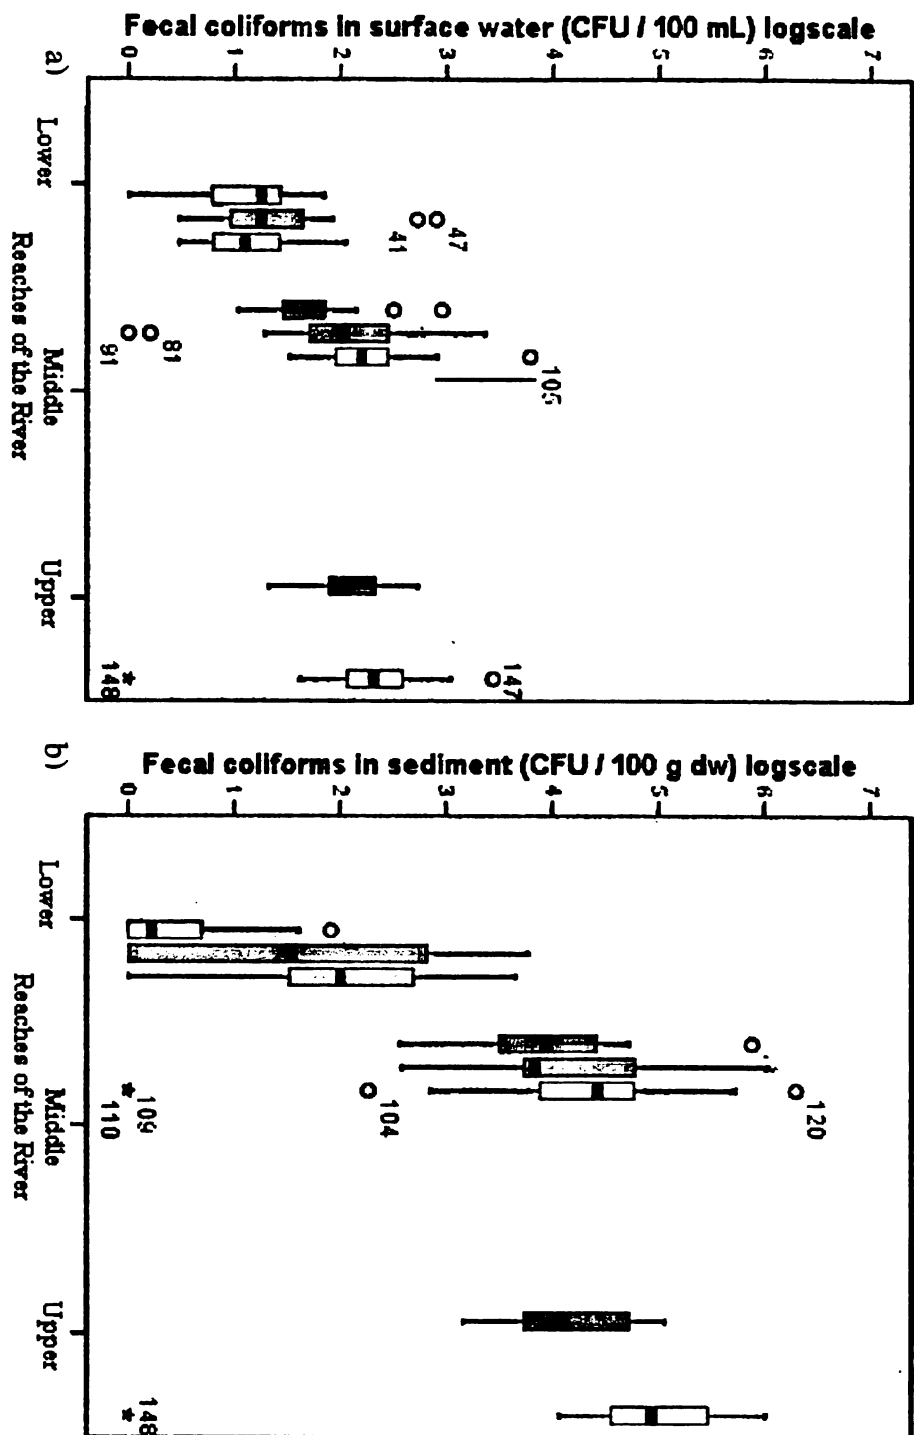 Fecal coliforms in surface water (CFU / 100 mL) logscale
7
6
5
4
3
2
1
0
a)
47
41
81
91
105
147
148
Lower
Middle
Upper
Reaches of the River
Fecal coliforms in sediment (CFU / 100 g dw) logscale
7
6
5
4
3
2
1
0
b)
120
104
109
110
148
Lower
Middle
Upper
Reaches of the River